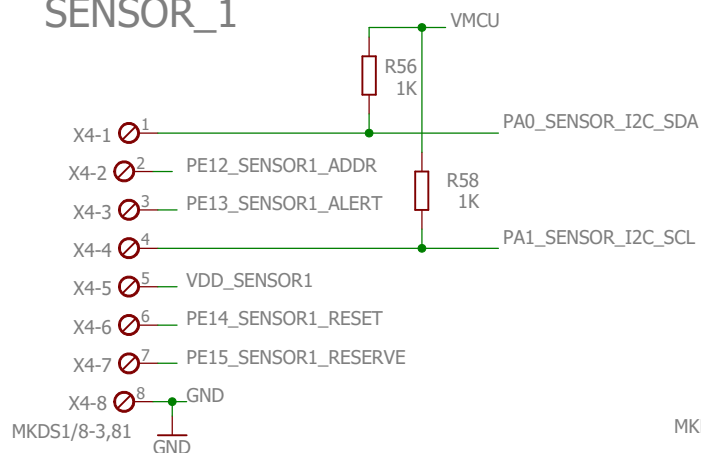 SENSOR_1
VMCU
R56
1K
X4-1 1 PA0_SENSOR_I2C_SDA
X4-2 2 PE12_SENSOR1_ADDR
R58
1K
X4-3 3 PE13_SENSOR1_ALERT
X4-4 4 PA1_SENSOR_I2C_SCL
X4-5 5 VDD_SENSOR1
X4-6 6 PE14_SENSOR1_RESET
X4-7 7 PE15_SENSOR1_RESERVE
X4-8 8 GND
MKDS1/8-3,81
GND